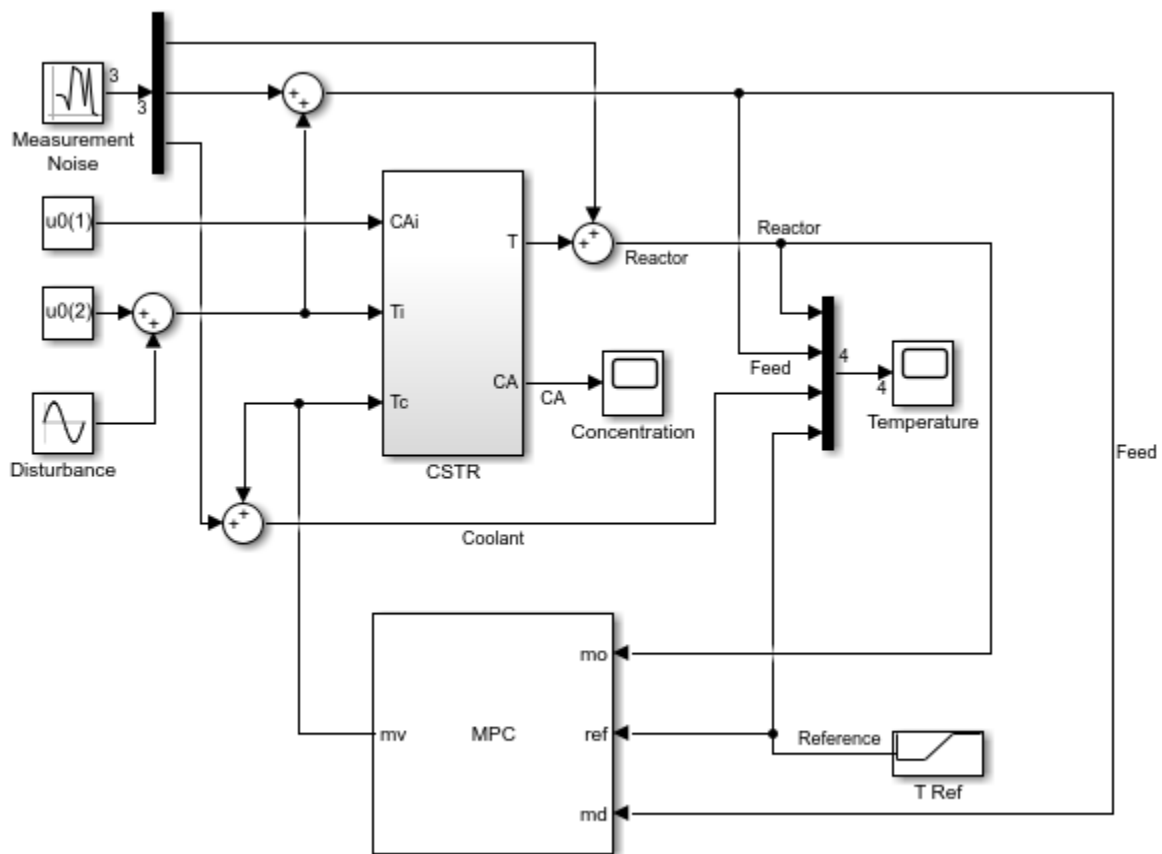 3
3
Measurement
Noise
+
+
u0(1)
CAi
T
+
+
Reactor
Reactor
u0(2)
+
+
Ti
4
4
Feed
CA
CA
Tc
Concentration
Temperature
Disturbance
CSTR
Feed
+
+
Coolant
mo
mv
MPC
ref
Reference
T Ref
md